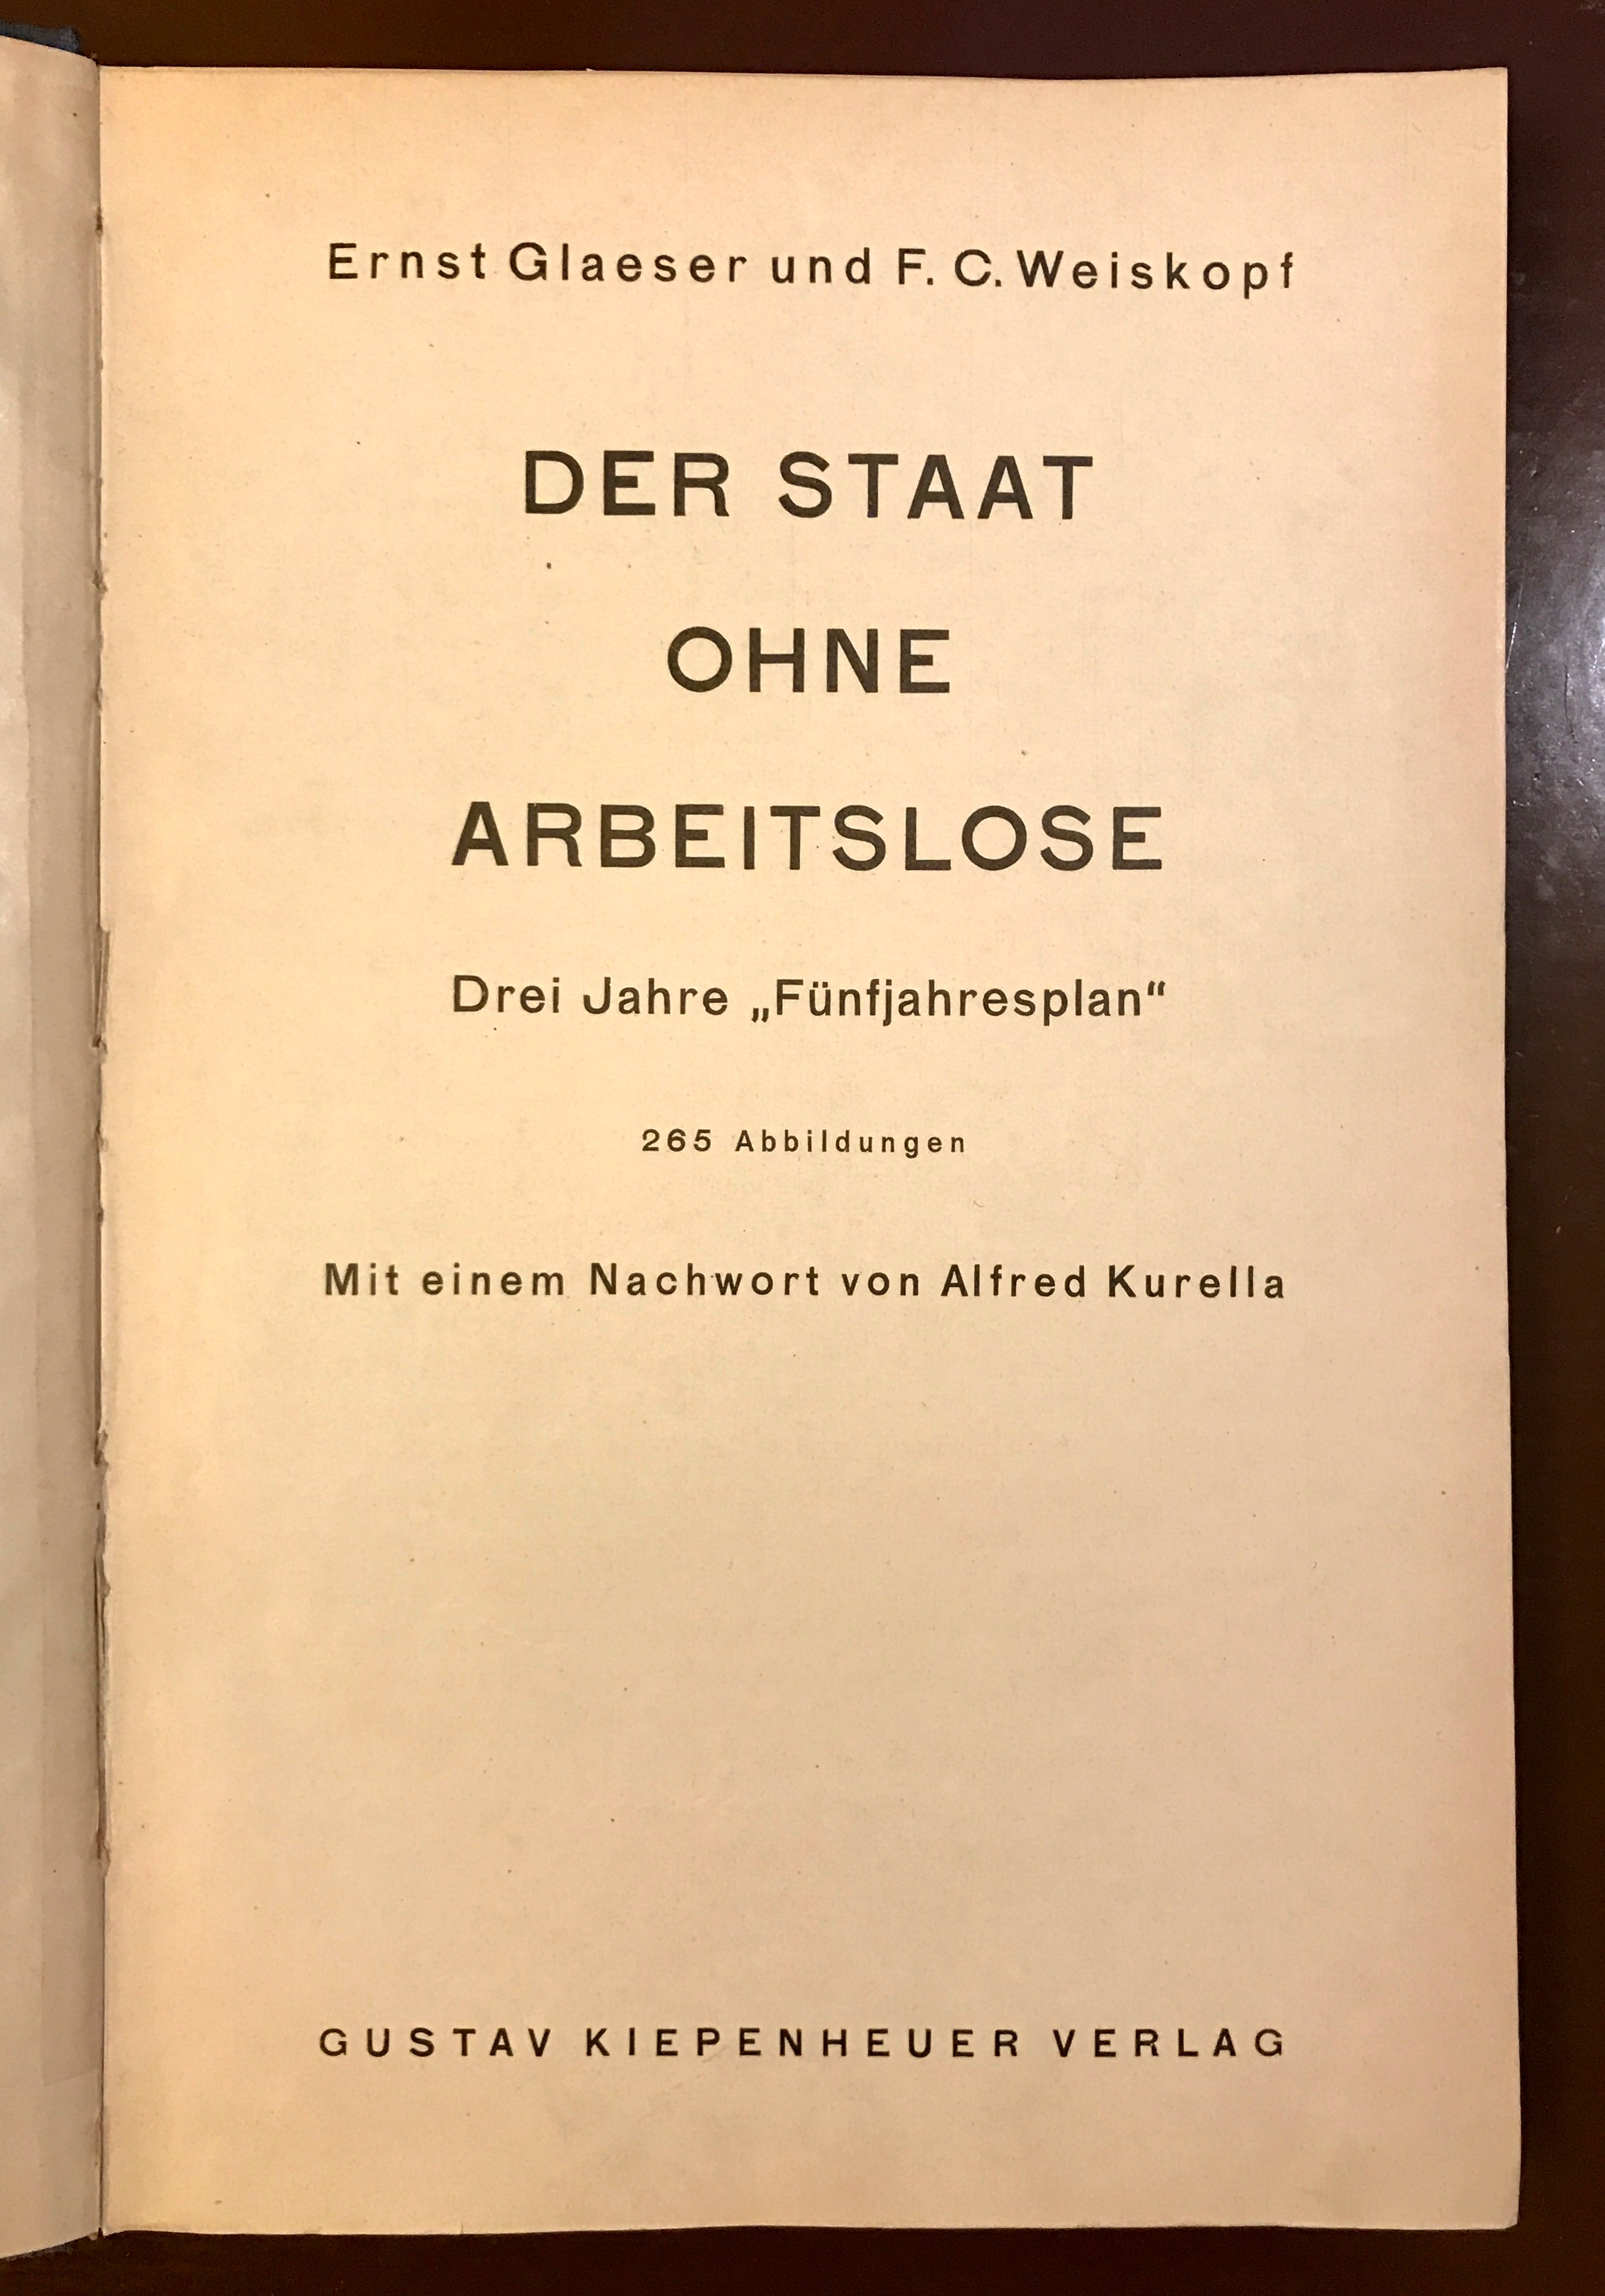 Ernst Glaeser und F. C. Weiskopf
DER STAAT
OHNE
ARBEITSLOSE
Drei Jahre „Fünfjahresplan“
265 Abbildungen
Mit einem Nachwort von Alfred Kurella
GUSTAV KIEPENHEUER VERLAG